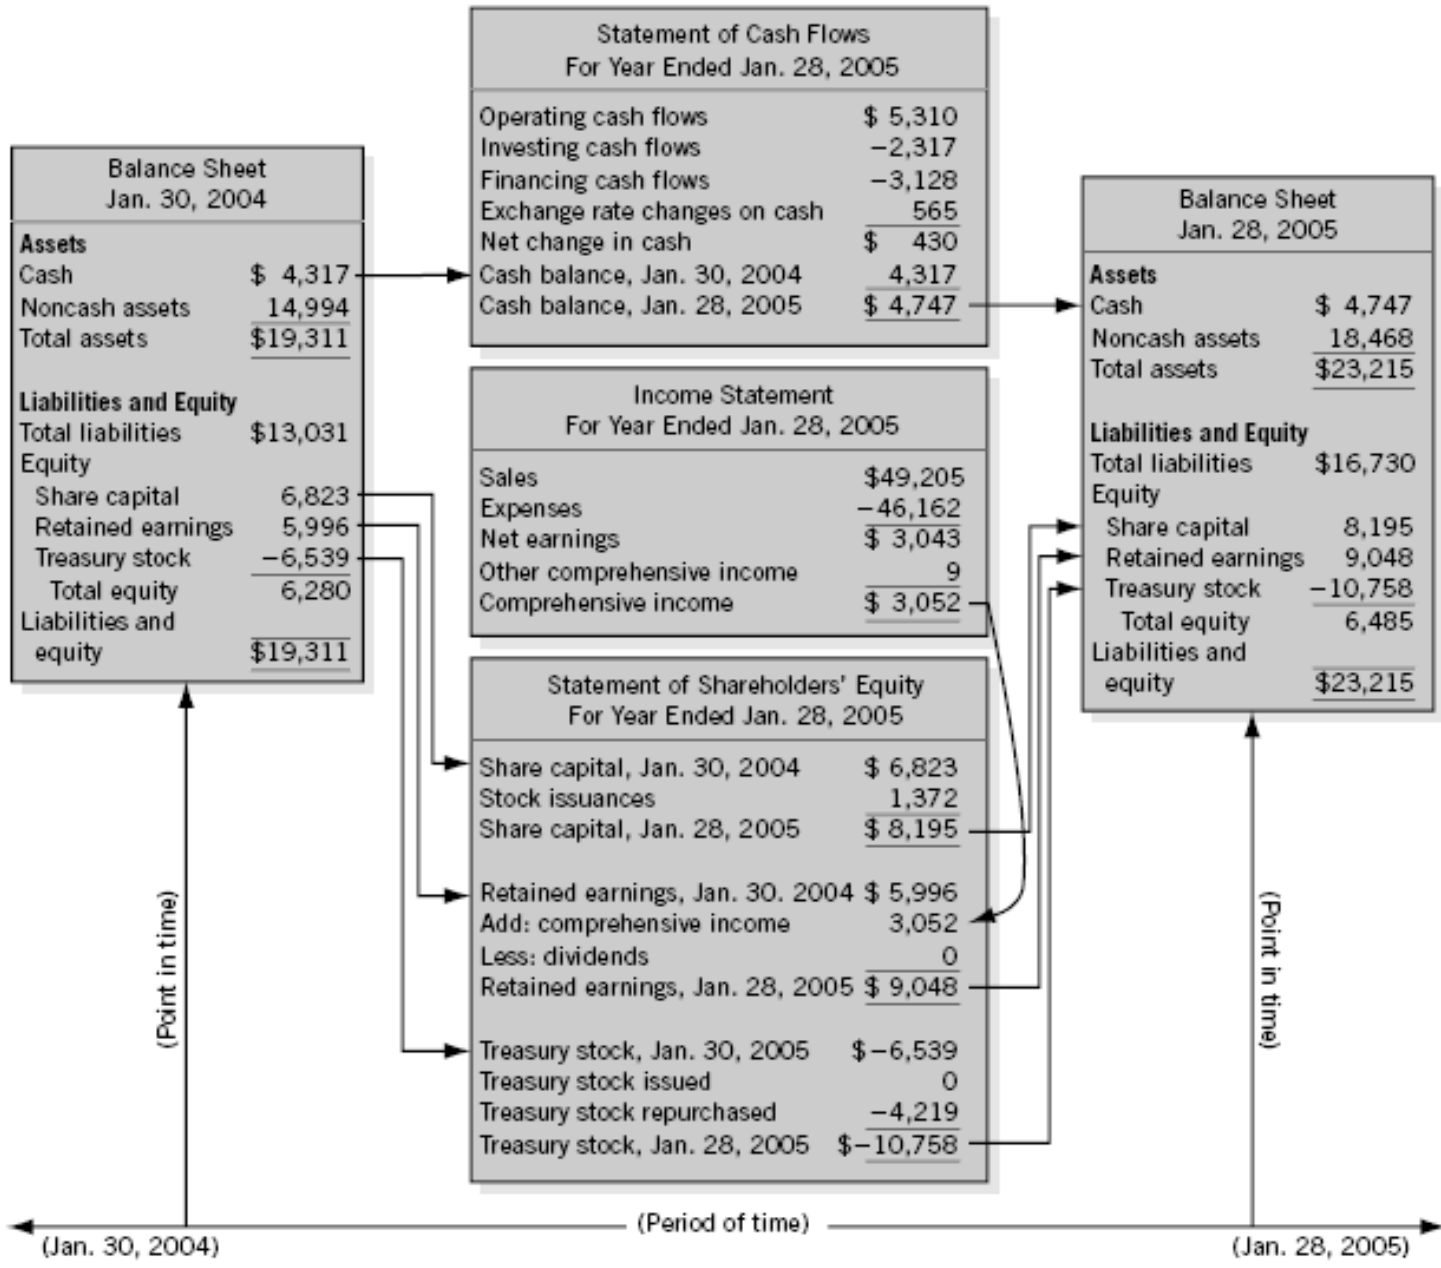 Balance Sheet
Jan. 30, 2004
Assets
Cash $ 4,317
Noncash assets 14,994
Total assets $19,311
Liabilities and Equity
Total liabilities $13,031
Equity
Share capital 6,823
Retained earnings 5,996
Treasury stock −6,539
Total equity 6,280
Liabilities and
equity $19,311
Statement of Cash Flows
For Year Ended Jan. 28, 2005
Operating cash flows $ 5,310
Investing cash flows −2,317
Financing cash flows −3,128
Exchange rate changes on cash 565
Net change in cash $ 430
Cash balance, Jan. 30, 2004 4,317
Cash balance, Jan. 28, 2005 $ 4,747
Income Statement
For Year Ended Jan. 28, 2005
Sales $49,205
Expenses −46,162
Net earnings $ 3,043
Other comprehensive income 9
Comprehensive income $ 3,052
Statement of Shareholders' Equity
For Year Ended Jan. 28, 2005
Share capital, Jan. 30, 2004 $ 6,823
Stock issuances 1,372
Share capital, Jan. 28, 2005 $ 8,195
Retained earnings, Jan. 30. 2004 $ 5,996
Add: comprehensive income 3,052
Less: dividends 0
Retained earnings, Jan. 28, 2005 $ 9,048
Treasury stock, Jan. 30, 2005 $−6,539
Treasury stock issued 0
Treasury stock repurchased −4,219
Treasury stock, Jan. 28, 2005 $−10,758
Balance Sheet
Jan. 28, 2005
Assets
Cash $ 4,747
Noncash assets 18,468
Total assets $23,215
Liabilities and Equity
Total liabilities $16,730
Equity
Share capital 8,195
Retained earnings 9,048
Treasury stock −10,758
Total equity 6,485
Liabilities and
equity $23,215
(Point in time)
(Point in time)
(Period of time)
(Jan. 30, 2004)
(Jan. 28, 2005)